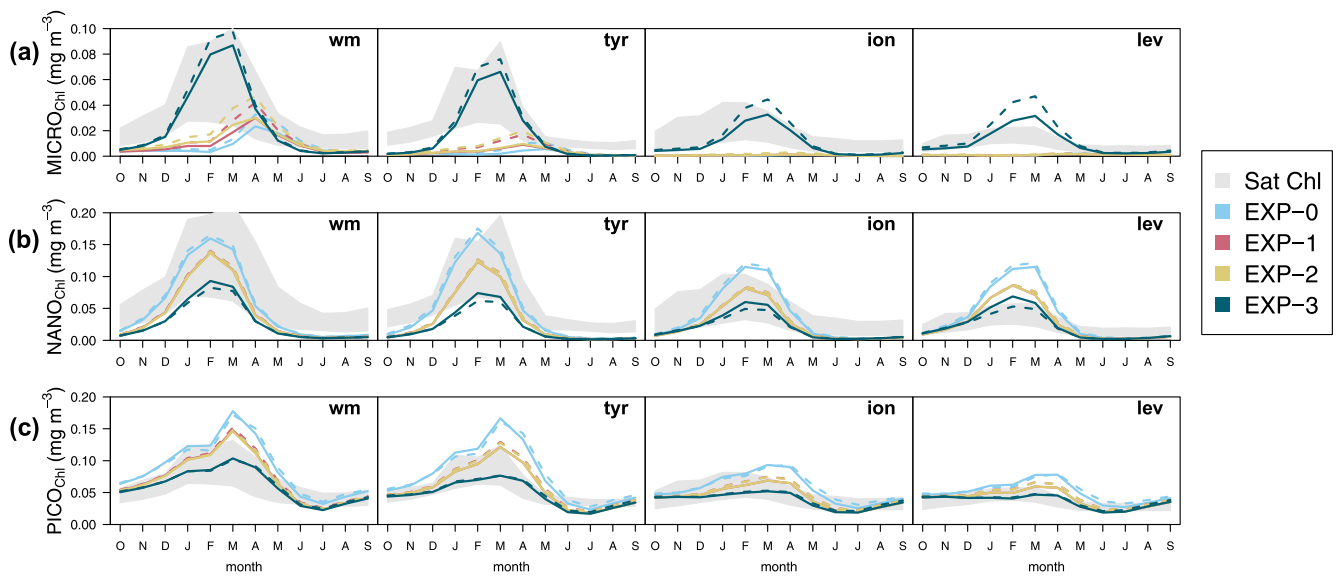 (a)
MICRO_Chl (mg m−3)
0.10
0.08
0.06
0.04
0.02
0.00
wm
tyr
ion
lev
O N D J F M A M J J A S
O N D J F M A M J J A S
O N D J F M A M J J A S
O N D J F M A M J J A S
(b)
NANO_Chl (mg m−3)
0.20
0.15
0.10
0.05
0.00
wm
tyr
ion
lev
O N D J F M A M J J A S
O N D J F M A M J J A S
O N D J F M A M J J A S
O N D J F M A M J J A S
(c)
PICO_Chl (mg m−3)
0.20
0.15
0.10
0.05
0.00
wm
tyr
ion
lev
O N D J F M A M J J A S
O N D J F M A M J J A S
O N D J F M A M J J A S
O N D J F M A M J J A S
month
month
month
month
Sat Chl
EXP−0
EXP−1
EXP−2
EXP−3